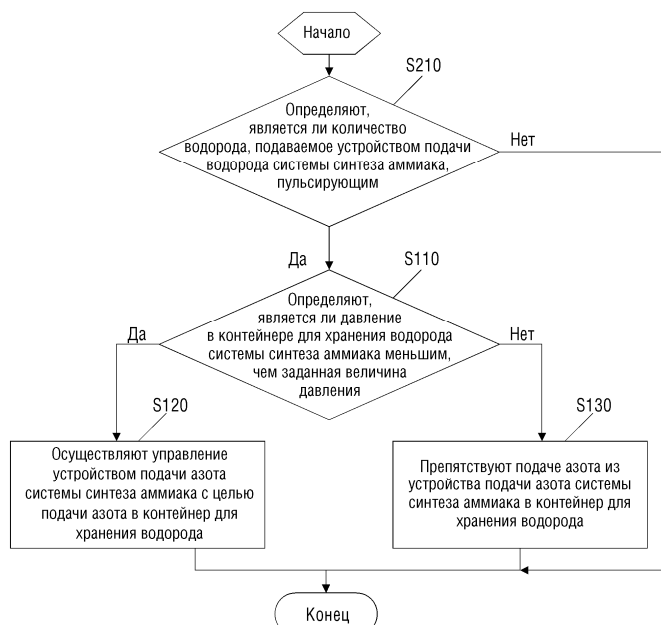 Начало
S210
Определяют,
является ли количество
водорода, подаваемое устройством подачи
водорода системы синтеза аммиака,
пульсирующим
Нет
Да
S110
Определяют,
является ли давление
в контейнере для хранения водорода
системы синтеза аммиака меньшим,
чем заданная величина
давления
Да
Нет
S120
Осуществляют управление
устройством подачи азота
системы синтеза аммиака с целью
подачи азота в контейнер для
хранения водорода
S130
Препятствуют подаче азота из
устройства подачи азота системы
синтеза аммиака в контейнер для
хранения водорода
Конец